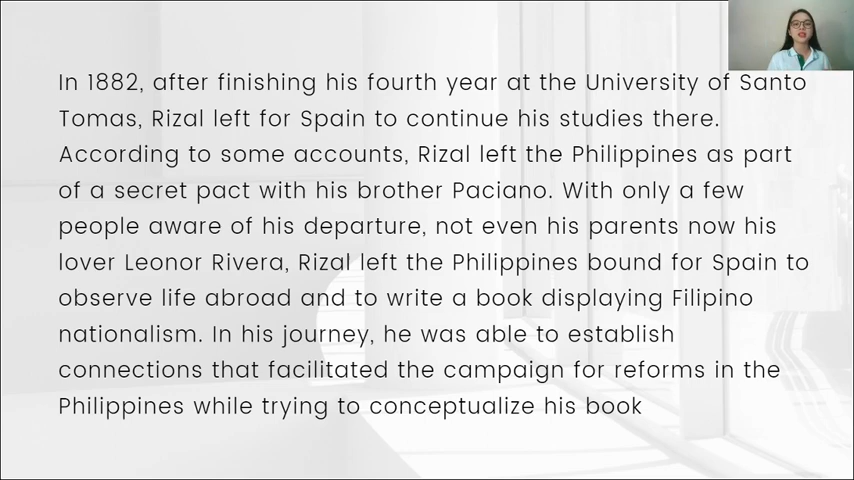 In 1882, after finishing his fourth year at the University of Santo
Tomas, Rizal left for Spain to continue his studies there.
According to some accounts, Rizal left the Philippines as part
of a secret pact with his brother Paciano. With only a few
people aware of his departure, not even his parents now his
lover Leonor Rivera, Rizal left the Philippines bound for Spain to
observe life abroad and to write a book displaying Filipino
nationalism. In his journey, he was able to establish
connections that facilitated the campaign for reforms in the
Philippines while trying to conceptualize his book